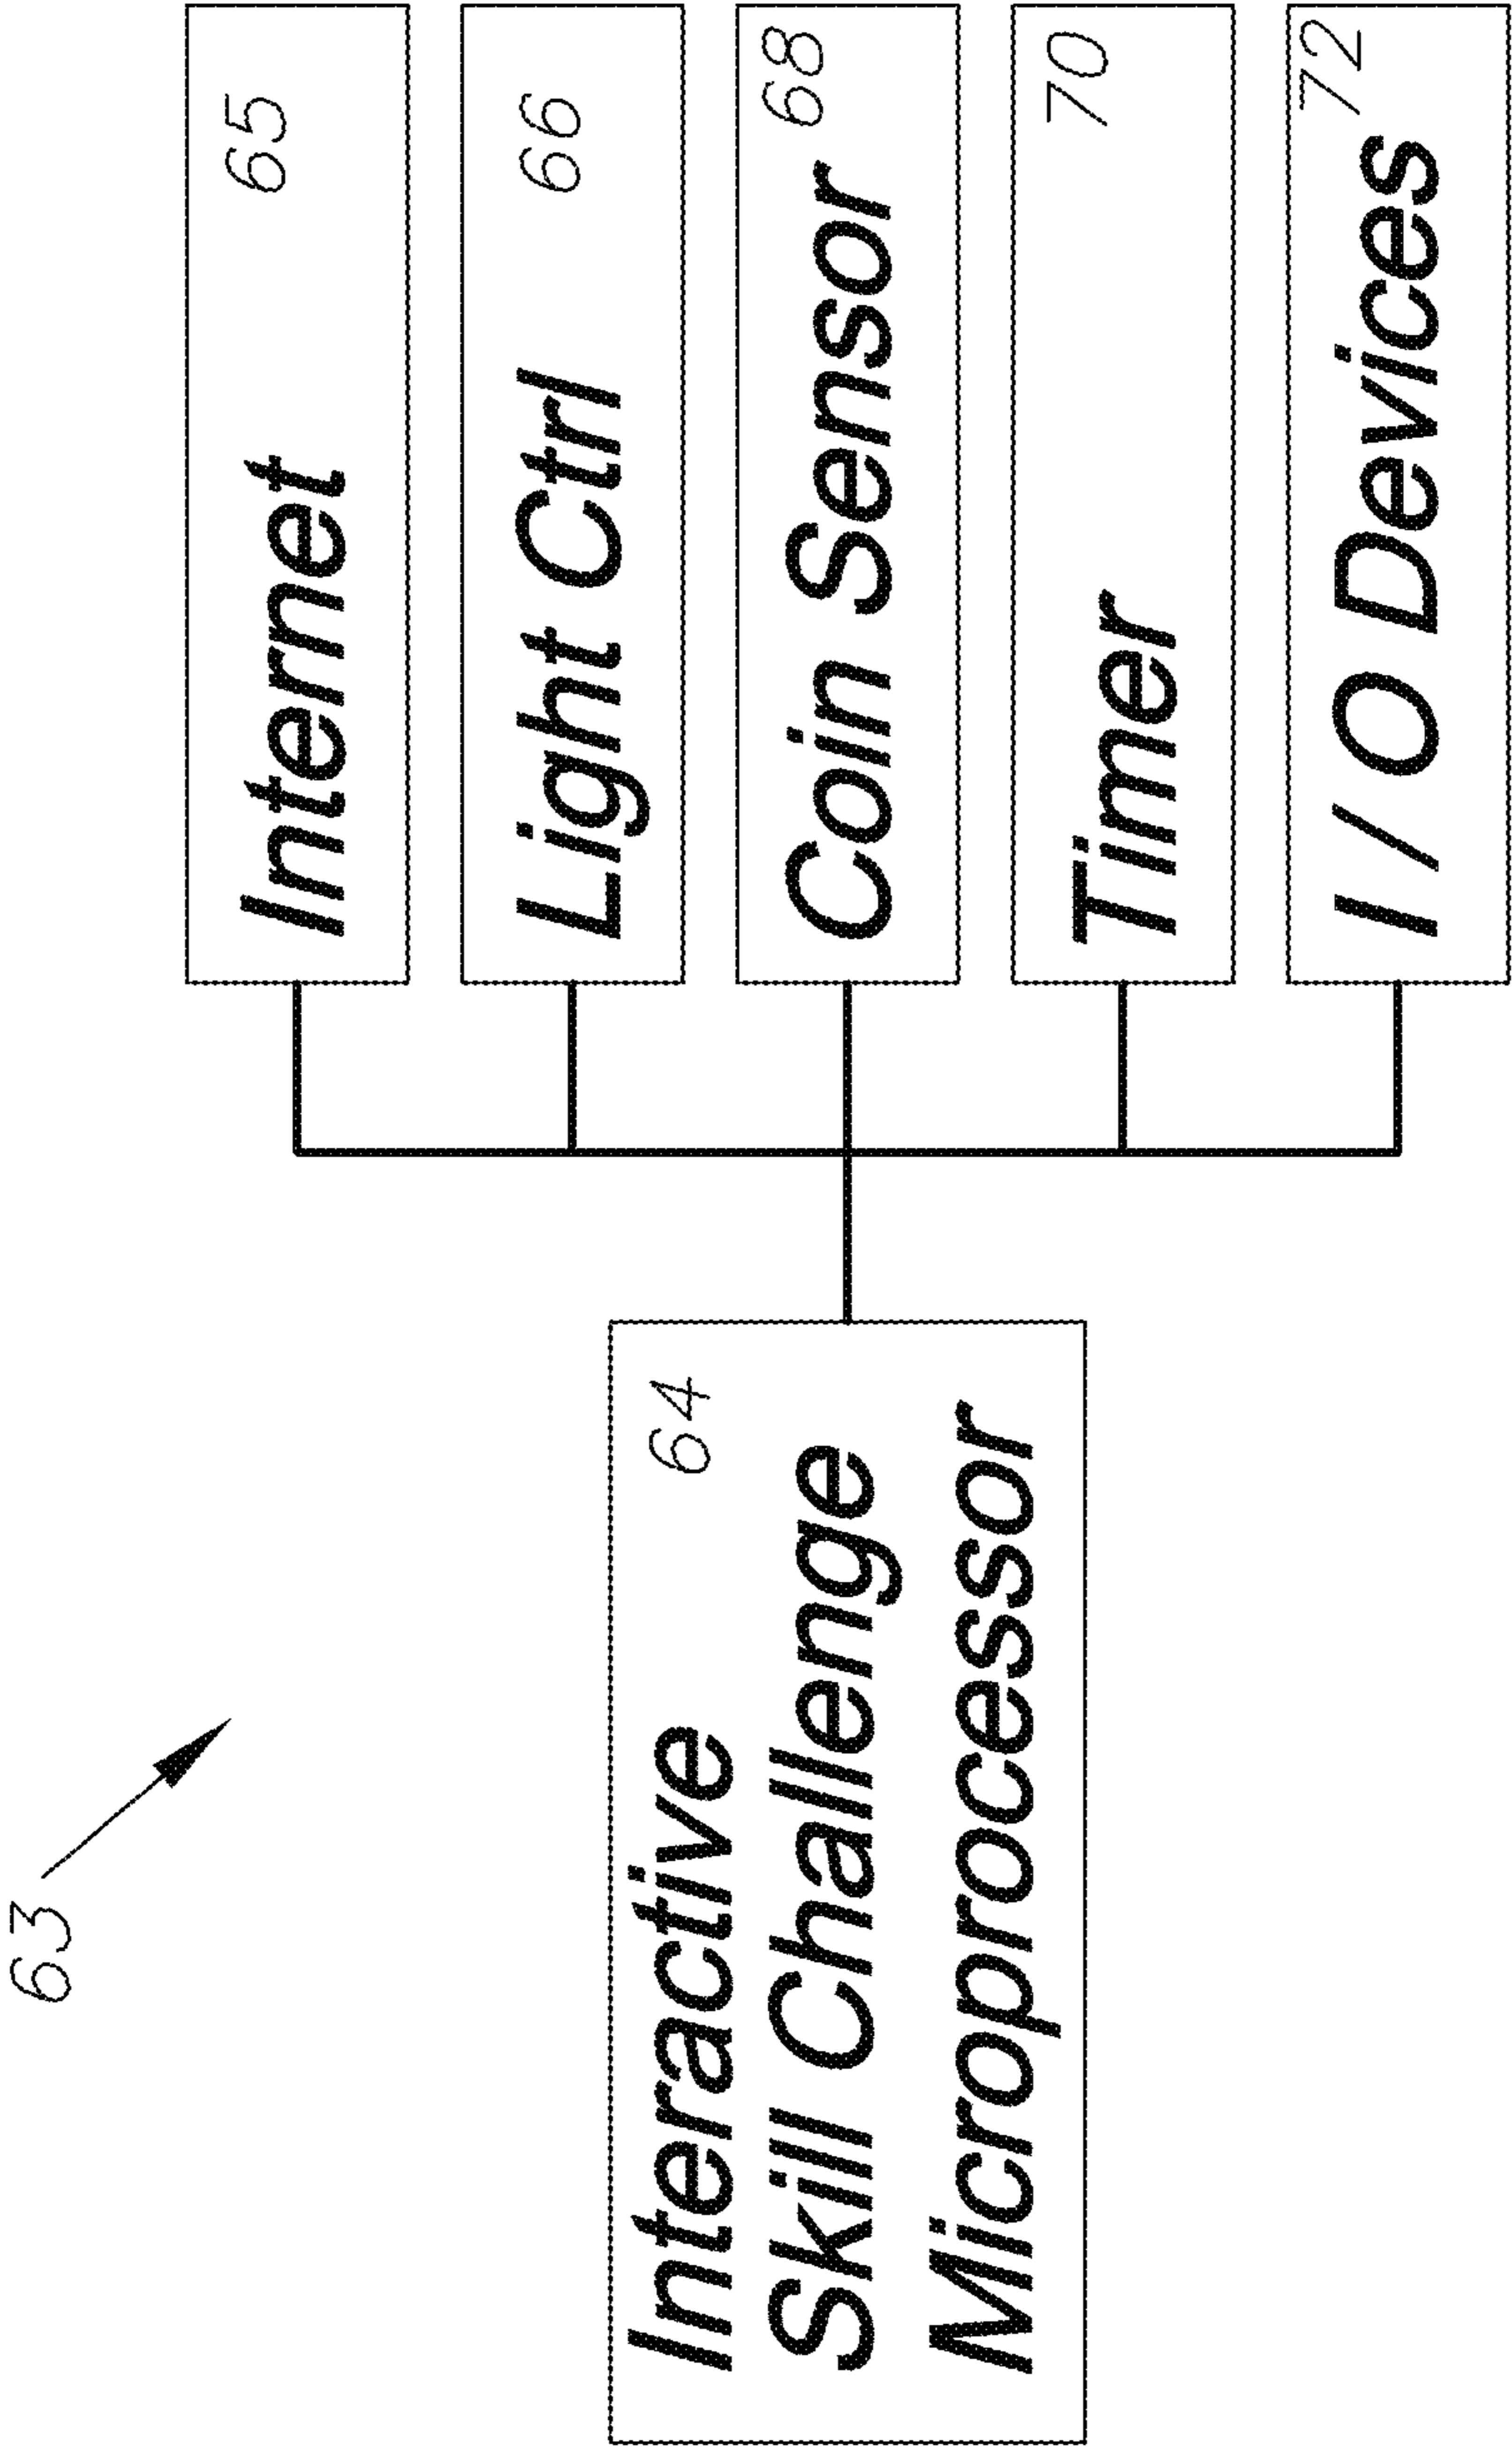 63
Interactive 64
Skill Challenge
Microprocessor
Internet 65
Light Ctrl 66
Coin Sensor 68
Timer 70
I / O Devices 72